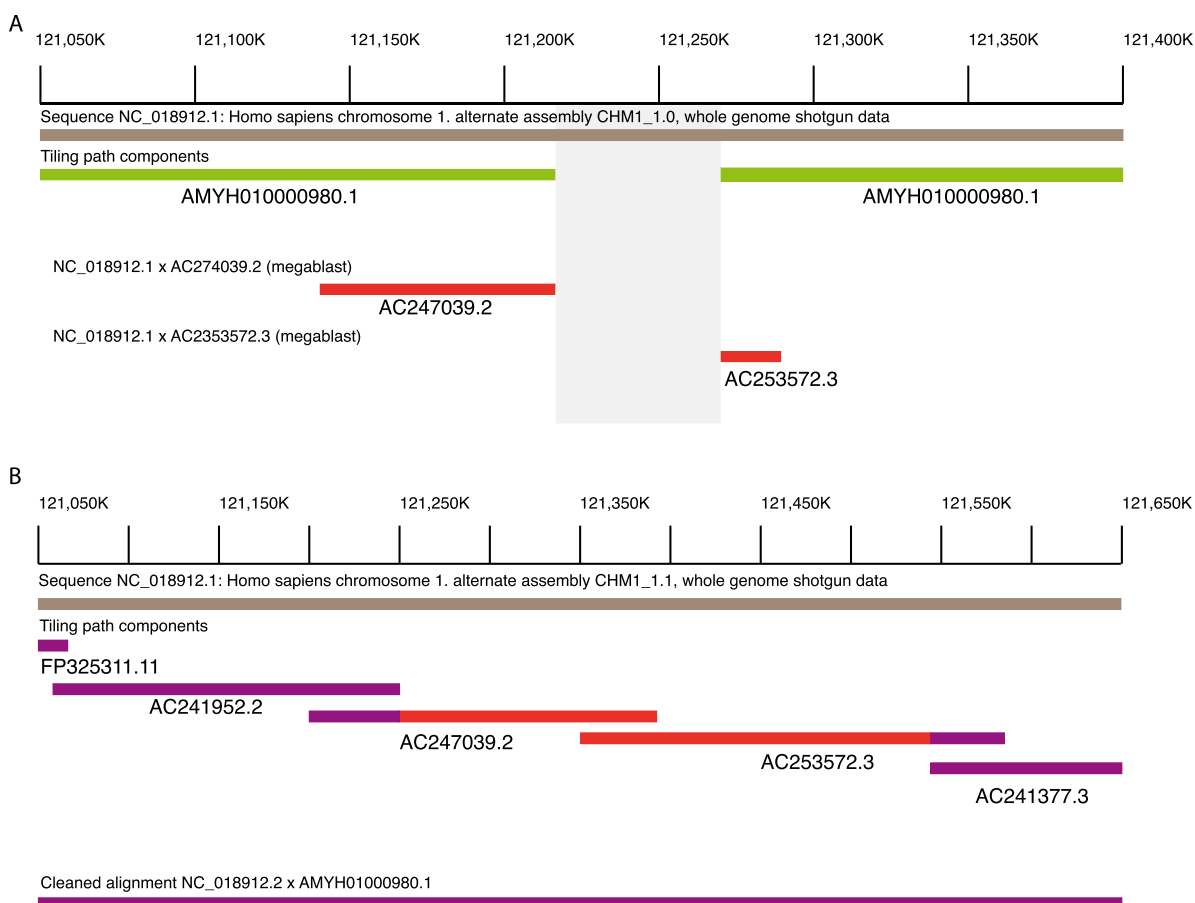 A
121,050K 121,100K 121,150K 121,200K 121,250K 121,300K 121,350K 121,400K
Sequence NC_018912.1: Homo sapiens chromosome 1. alternate assembly CHM1_1.0, whole genome shotgun data
Tiling path components
AMYH010000980.1 AMYH010000980.1
NC_018912.1 x AC274039.2 (megablast)
AC247039.2
NC_018912.1 x AC2353572.3 (megablast)
AC253572.3
B
121,050K 121,150K 121,250K 121,350K 121,450K 121,550K 121,650K
Sequence NC_018912.1: Homo sapiens chromosome 1. alternate assembly CHM1_1.1, whole genome shotgun data
Tiling path components
FP325311.11
AC241952.2
AC247039.2
AC253572.3
AC241377.3
Cleaned alignment NC_018912.2 x AMYH01000980.1